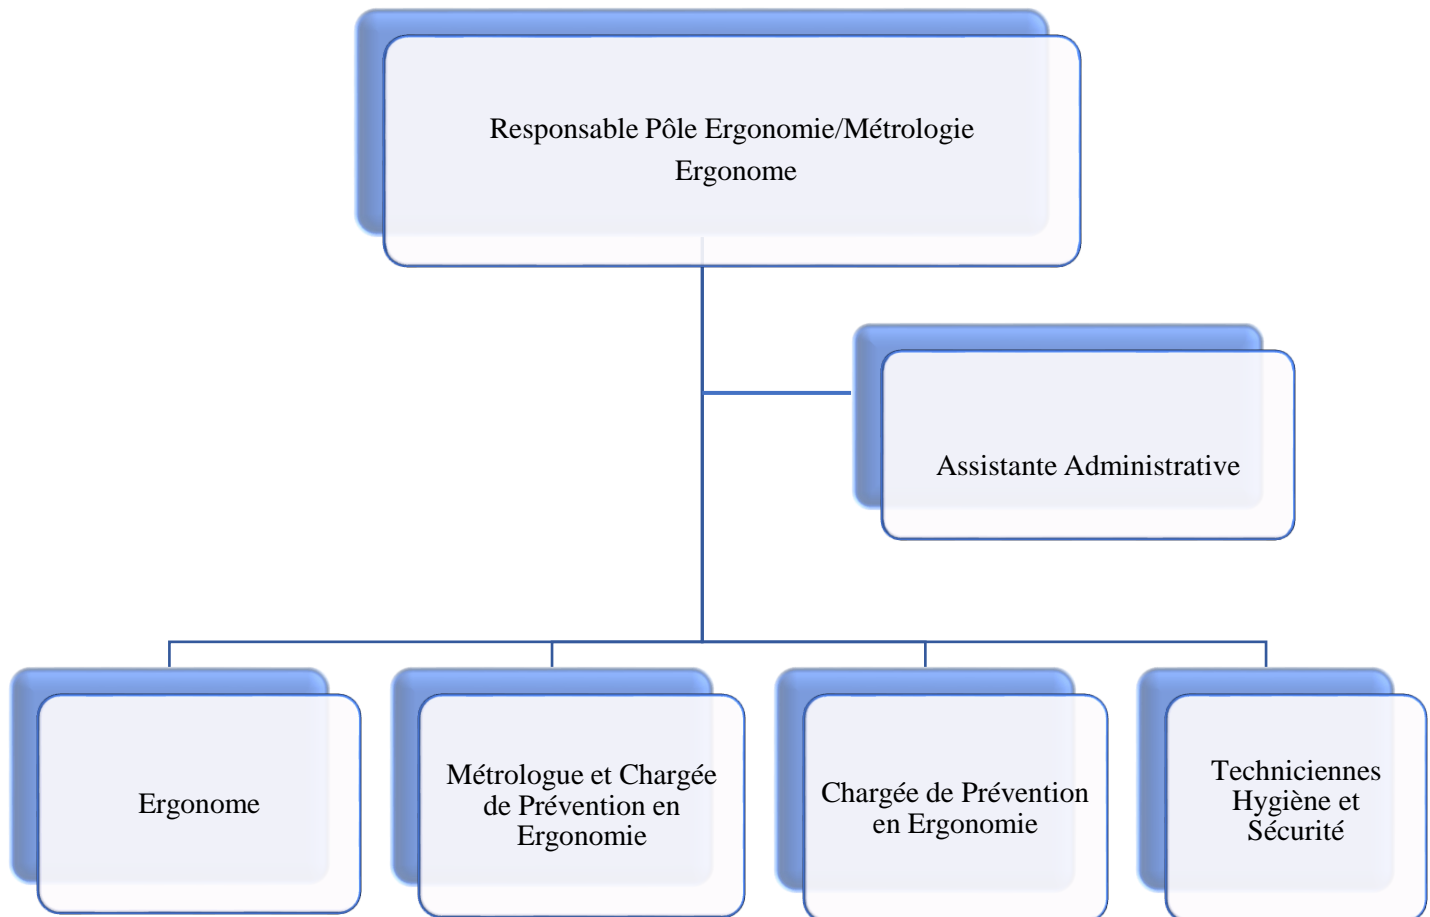 Responsable Pôle Ergonomie/Métrologie
Ergonome
Assistante Administrative
Ergonome
Métrologue et Chargée
de Prévention en
Ergonomie
Chargée de Prévention
en Ergonomie
Techniciennes
Hygiène et
Sécurité